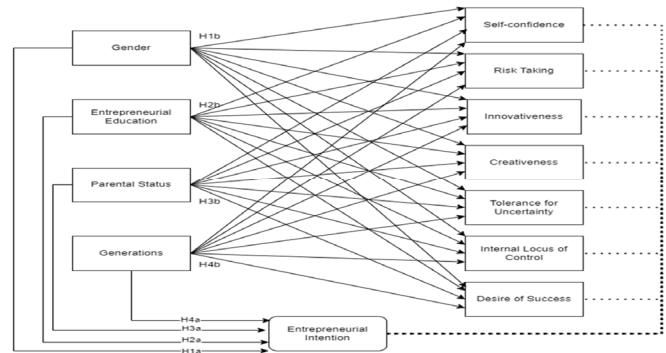 Gender
Entrepreneurial
Education
Parental Status
Generations
H1b
H2b
H3b
H4b
Self-confidence
Risk Taking
Innovativeness
Creativeness
Tolerance for
Uncertainty
Internal Locus of
Control
Desire of Success
H4a
H3a
H2a
H1a
Entrepreneurial
Intention